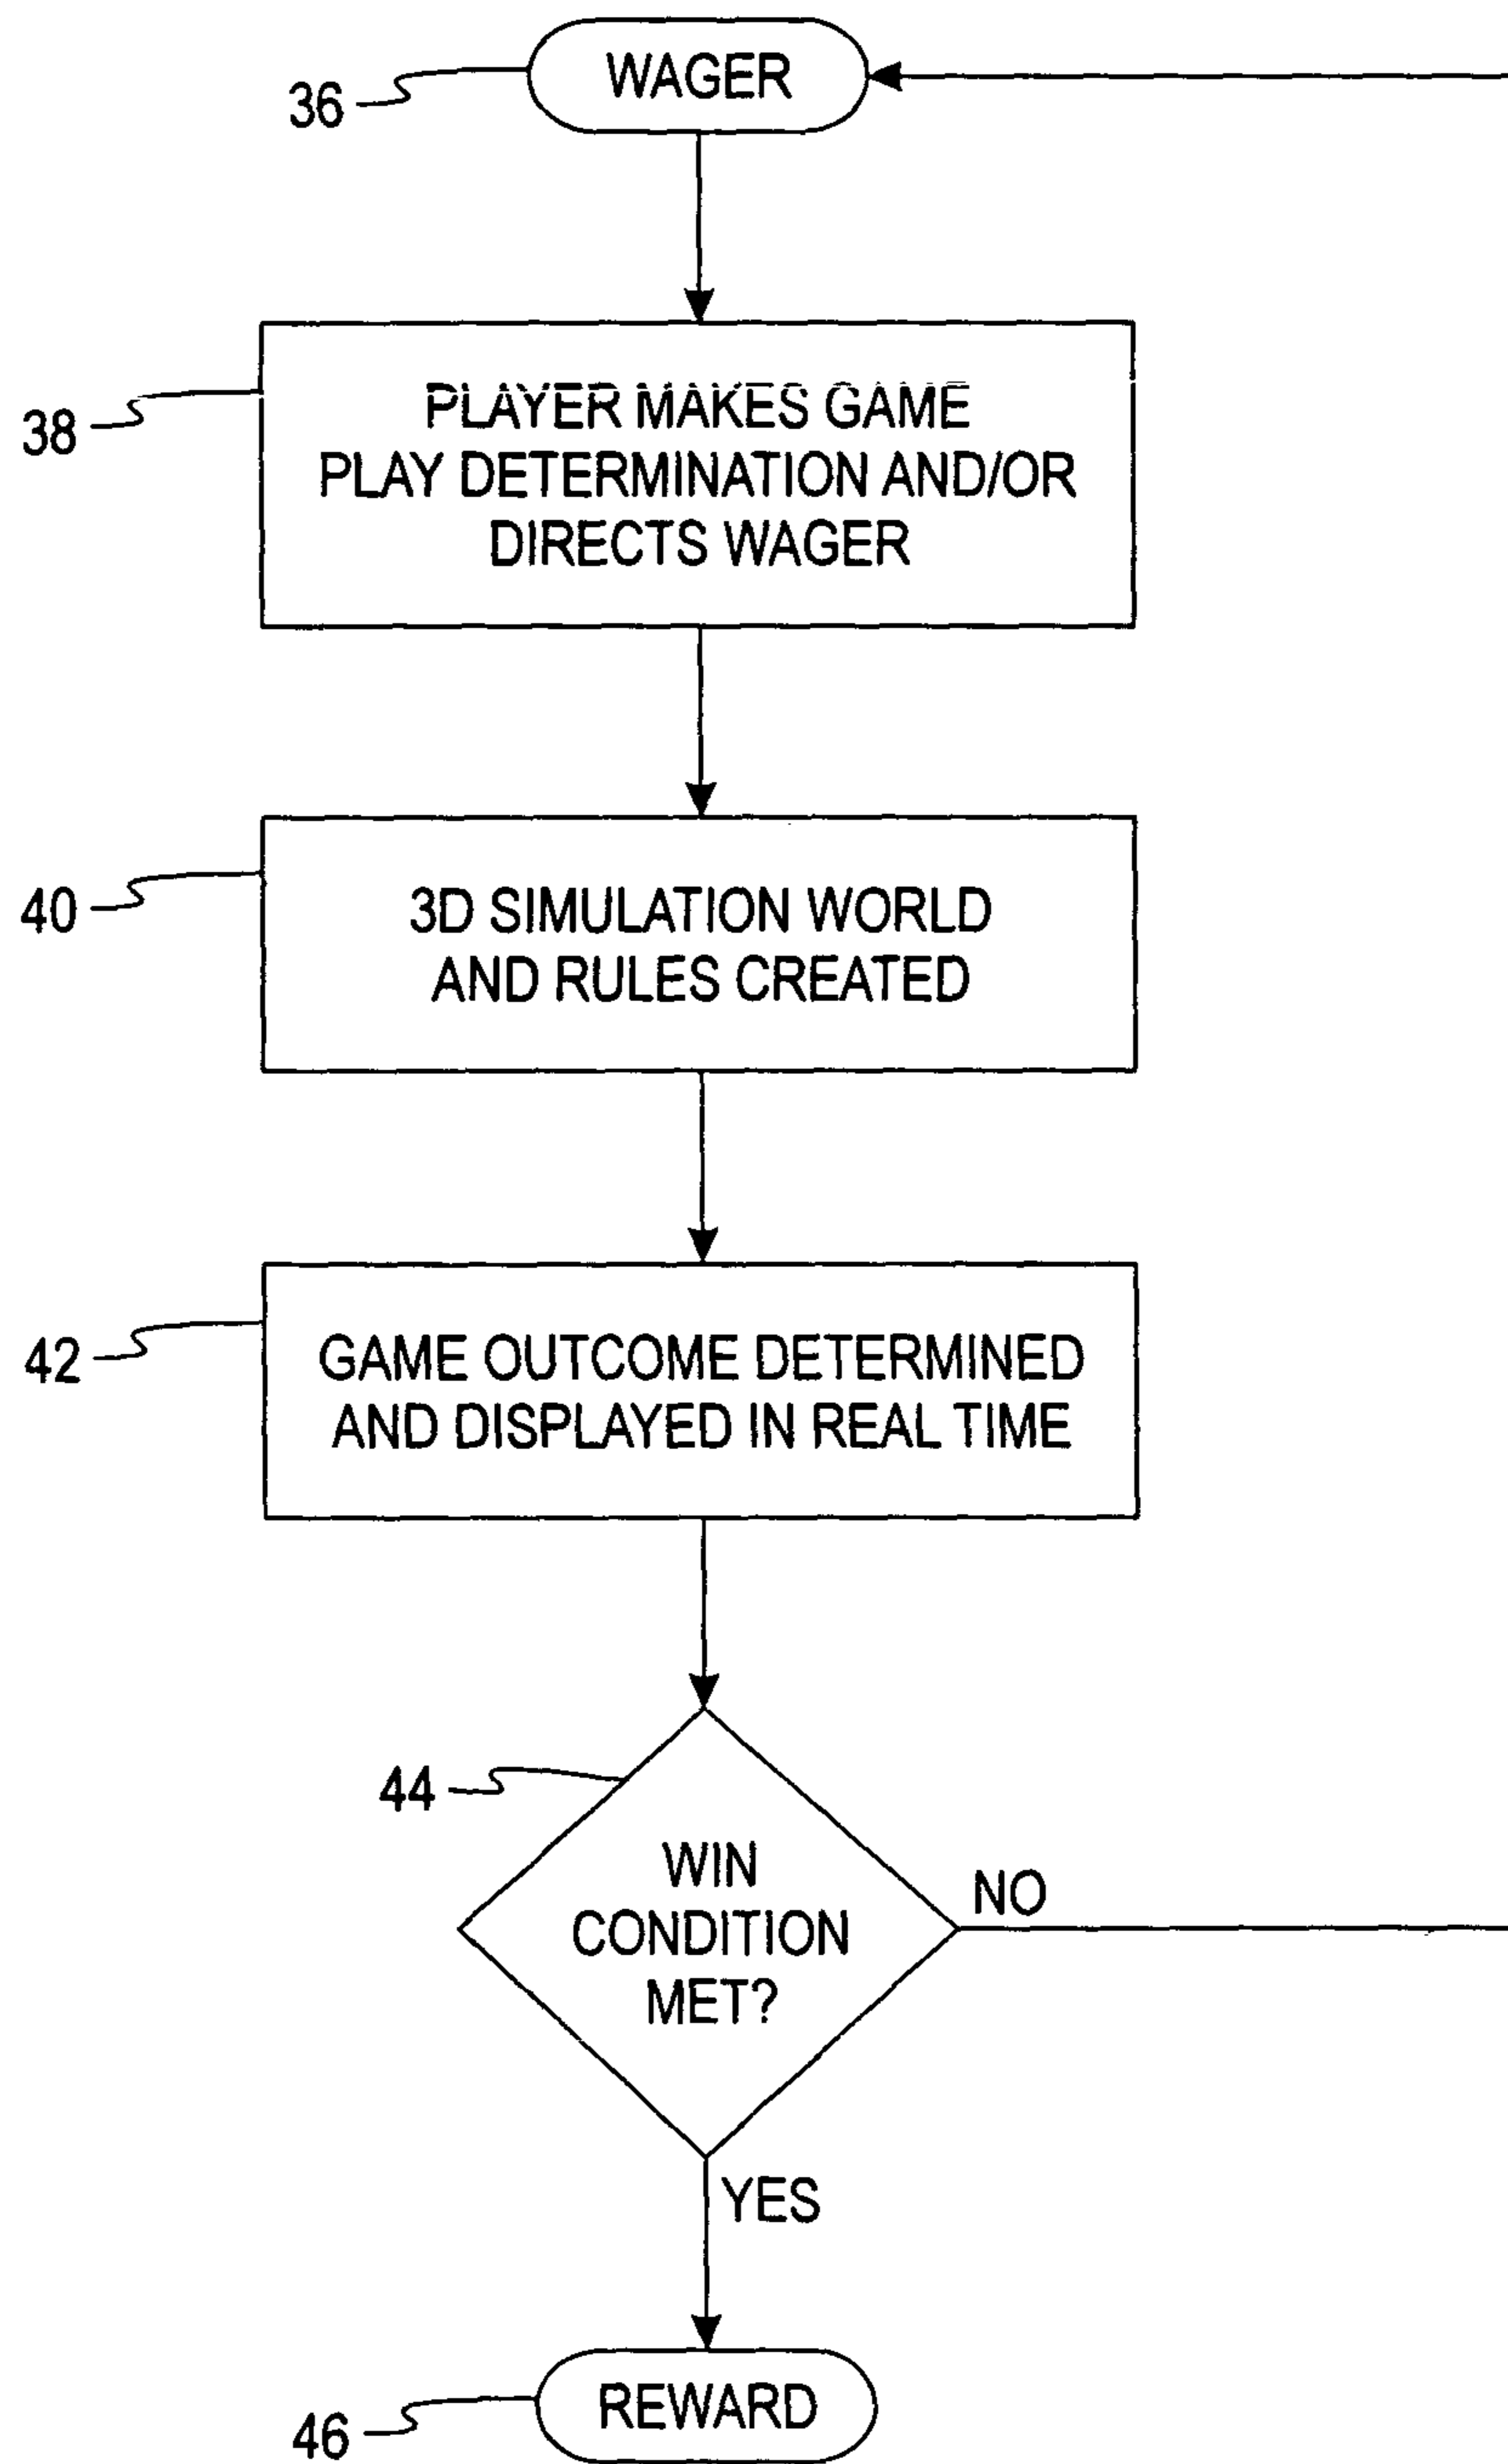 WAGER
36
PLAYER MAKES GAME
PLAY DETERMINATION AND/OR
DIRECTS WAGER
38
3D SIMULATION WORLD
AND RULES CREATED
40
GAME OUTCOME DETERMINED
AND DISPLAYED IN REAL TIME
42
44
WIN
CONDITION
MET?
NO
YES
REWARD
46